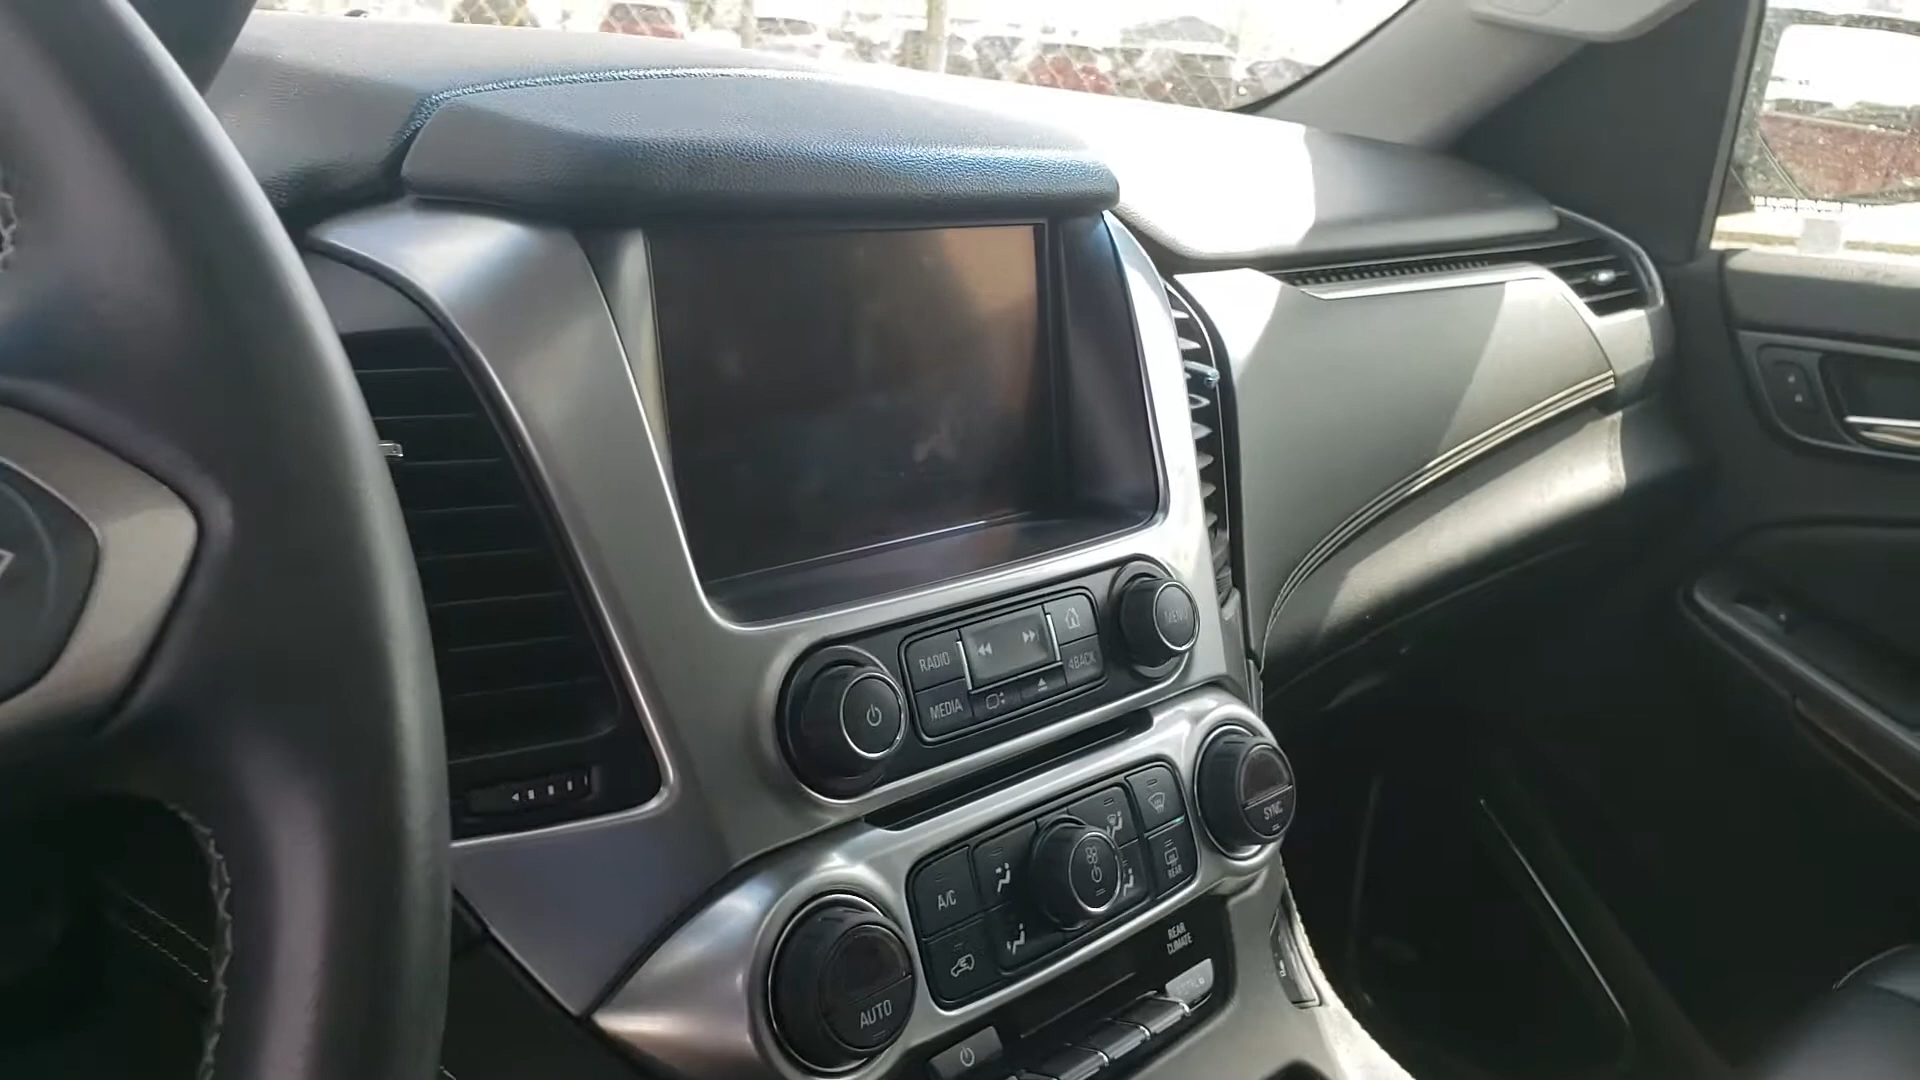 RADIO
MEDIA
BACK
MENU
SYNC
A/C
REAR
AUTO
REAR
CLIMATE